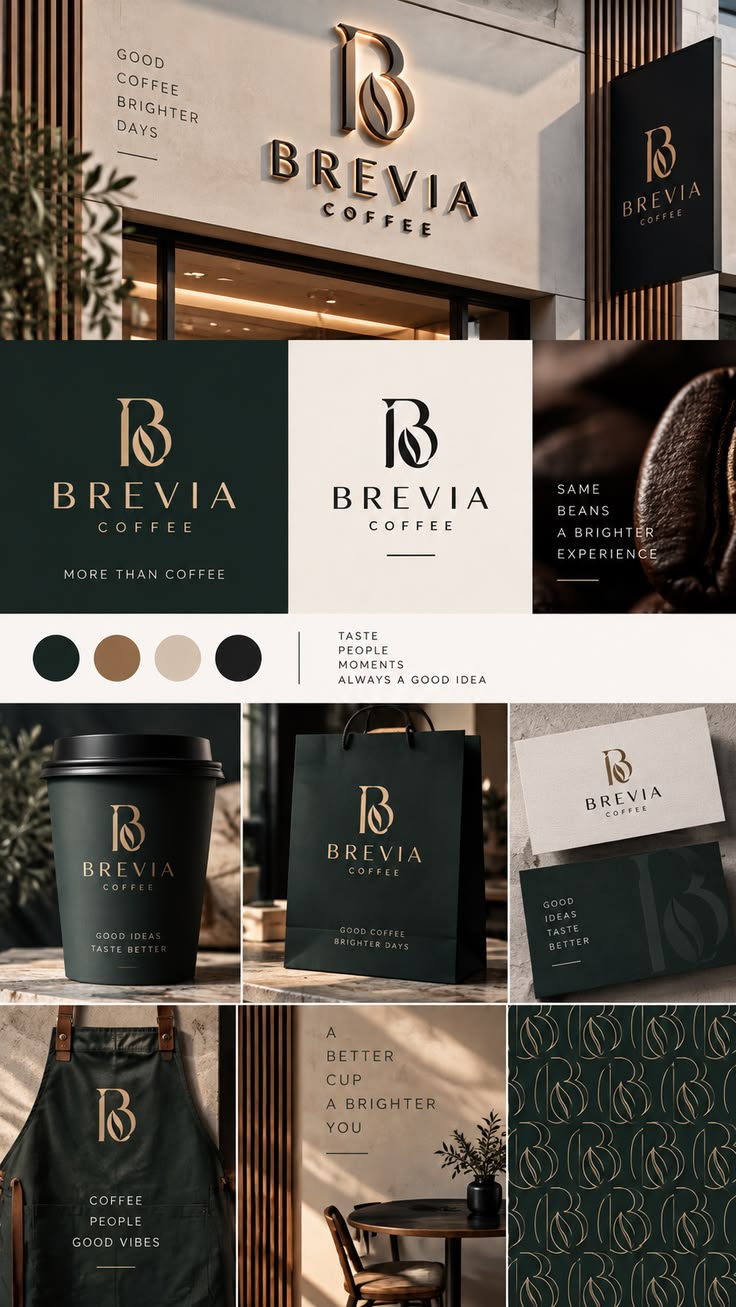 GOOD
COFFEE
BRIGHTER
DAYS
B
BREVIA
COFFEE
B
BREVIA
COFFEE
B
BREVIA
COFFEE
MORE THAN COFFEE
B
BREVIA
COFFEE
SAME
BEANS
A BRIGHTER
EXPERIENCE
TASTE
PEOPLE
MOMENTS
ALWAYS A GOOD IDEA
B
BREVIA
COFFEE
GOOD IDEAS
TASTE BETTER
B
BREVIA
COFFEE
GOOD COFFEE
BRIGHTER DAYS
B
BREVIA
COFFEE
GOOD
IDEAS
TASTE
BETTER
B
B
COFFEE
PEOPLE
GOOD VIBES
A
BETTER
CUP
A BRIGHTER
YOU